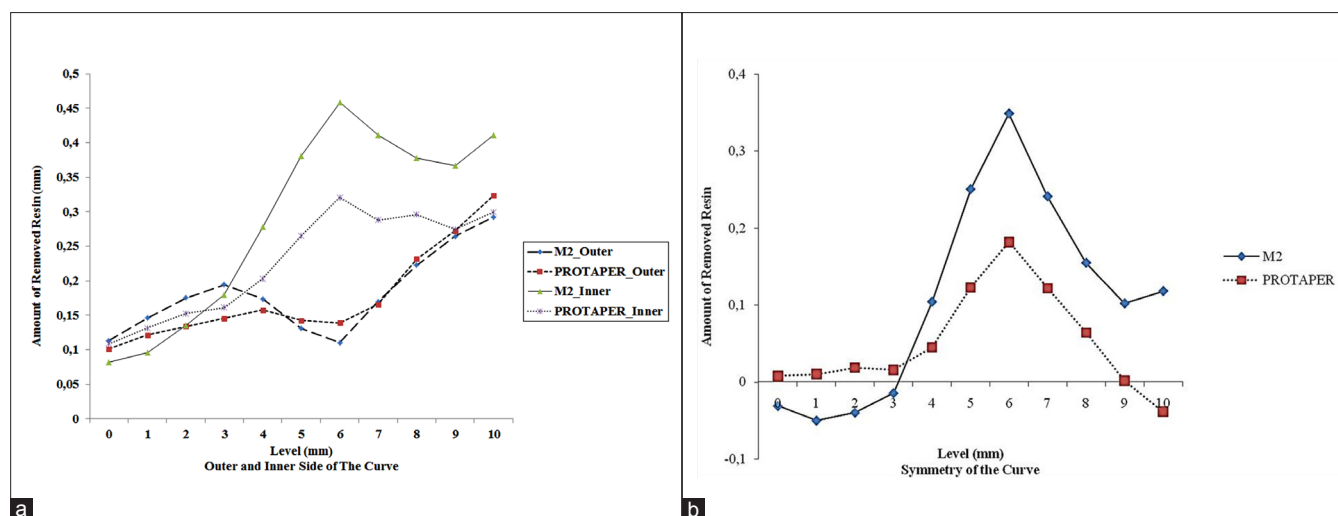 0,5
0,45
0,4
0,35
0,3
0,25
0,2
0,15
0,1
0,05
0
Amount of Removed Resin (mm)
0 1 2 3 4 5 6 7 8 9 10
Level (mm)
Outer and Inner Side of The Curve
M2_Outer
PROTAPER_Outer
M2_Inner
PROTAPER_Inner
a
0,4
0,3
0,2
0,1
0
-0,1
Amount of Removed Resin
0 1 2 3 4 5 6 7 8 9 10
Level (mm)
Symmetry of the Curve
M2
PROTAPER
b